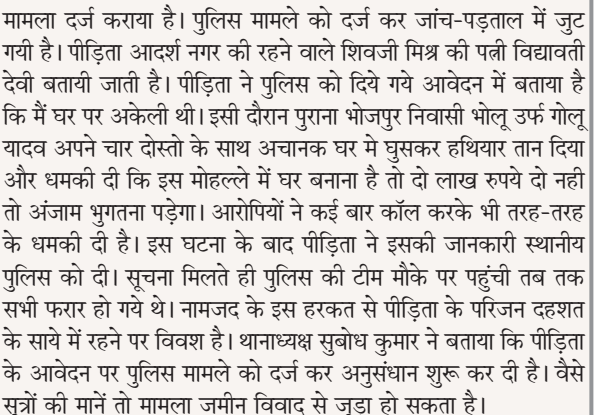 मामला दर्ज कराया है। पुलिस मामले को दर्ज कर जांच-पड़ताल में जुट
गयी है। पीड़िता आदर्श नगर की रहने वाले शिवजी मिश्र की पत्नी विद्यावती
देवी बतायी जाती है। पीड़िता ने पुलिस को दिये गये आवेदन में बताया है
कि मैं घर पर अकेली थी। इसी दौरान पुराना भोजपुर निवासी भोलू उर्फ गोलू
यादव अपने चार दोस्तो के साथ अचानक घर मे घुसकर हथियार तान दिया
और धमकी दी कि इस मोहल्ले में घर बनाना है तो दो लाख रुपये दो नही
तो अंजाम भुगतना पड़ेगा। आरोपियों ने कई बार कॉल करके भी तरह-तरह
के धमकी दी है। इस घटना के बाद पीड़िता ने इसकी जानकारी स्थानीय
पुलिस को दी। सूचना मिलते ही पुलिस की टीम मौके पर पहुंची तब तक
सभी फरार हो गये थे। नामजद के इस हरकत से पीड़िता के परिजन दहशत
के साये में रहने पर विवश है। थानाध्यक्ष सुबोध कुमार ने बताया कि पीड़िता
के आवेदन पर पुलिस मामले को दर्ज कर अनुसंधान शुरू कर दी है। वैसे
सूत्रों की मानें तो मामला जमीन विवाद से जुड़ा हो सकता है।